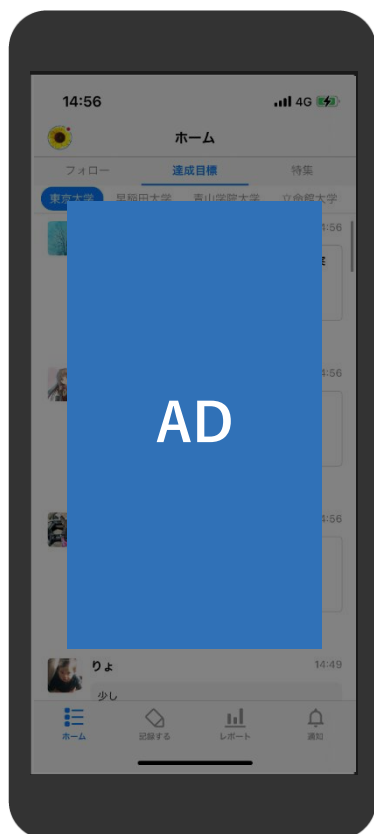 14:56
4G
ホーム
フォロー 達成目標 特集
東京大学 早稲田大学 青山学院大学 立命館大学
14:56
AD
14:56
14:56
りょ 14:49
少し
ホーム 記録する レポート 通知